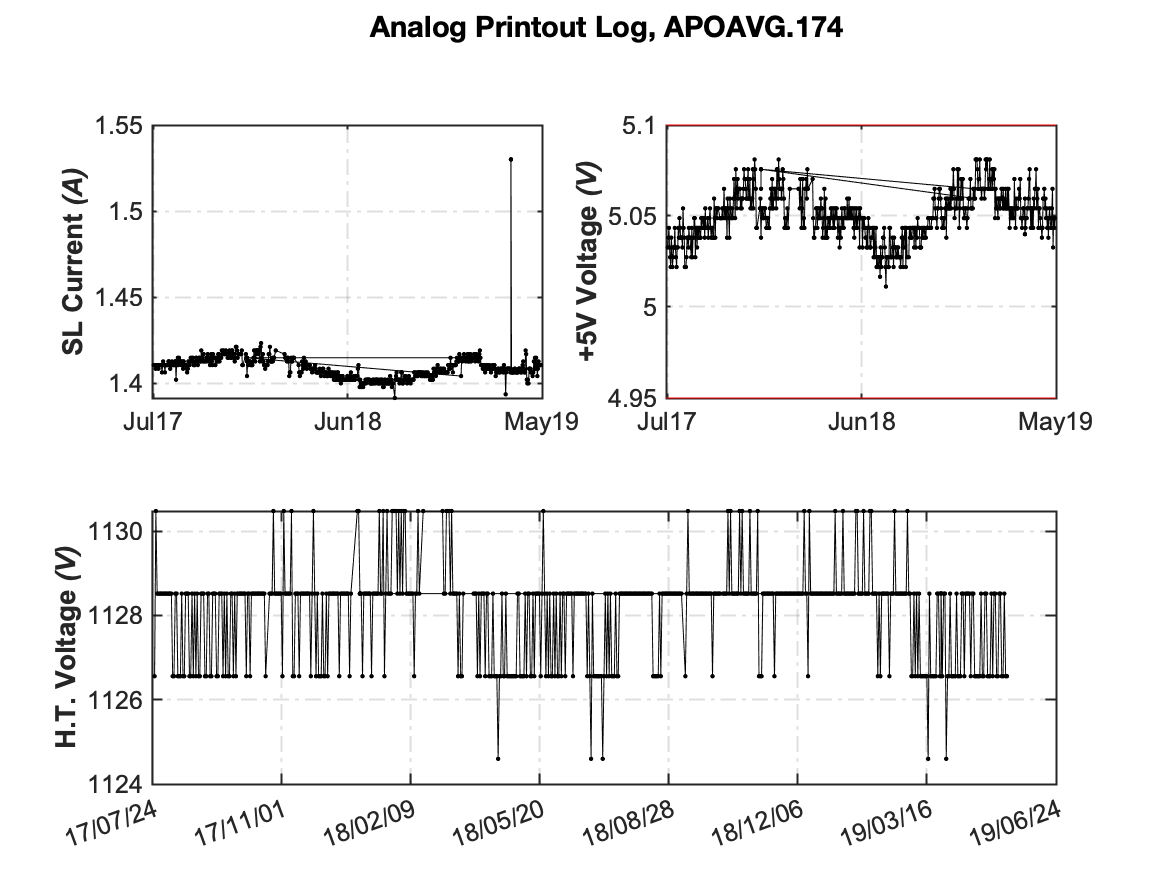 Analog Printout Log, APOAVG.174
SL Current (A)
1.55
1.5
1.45
1.4
Jul17
Jun18
May19
+5V Voltage (V)
5.1
5.05
5
4.95
Jul17
Jun18
May19
H.T. Voltage (V)
1130
1128
1126
1124
17/07/24
17/11/01
18/02/09
18/05/20
18/08/28
18/12/06
19/03/16
19/06/24